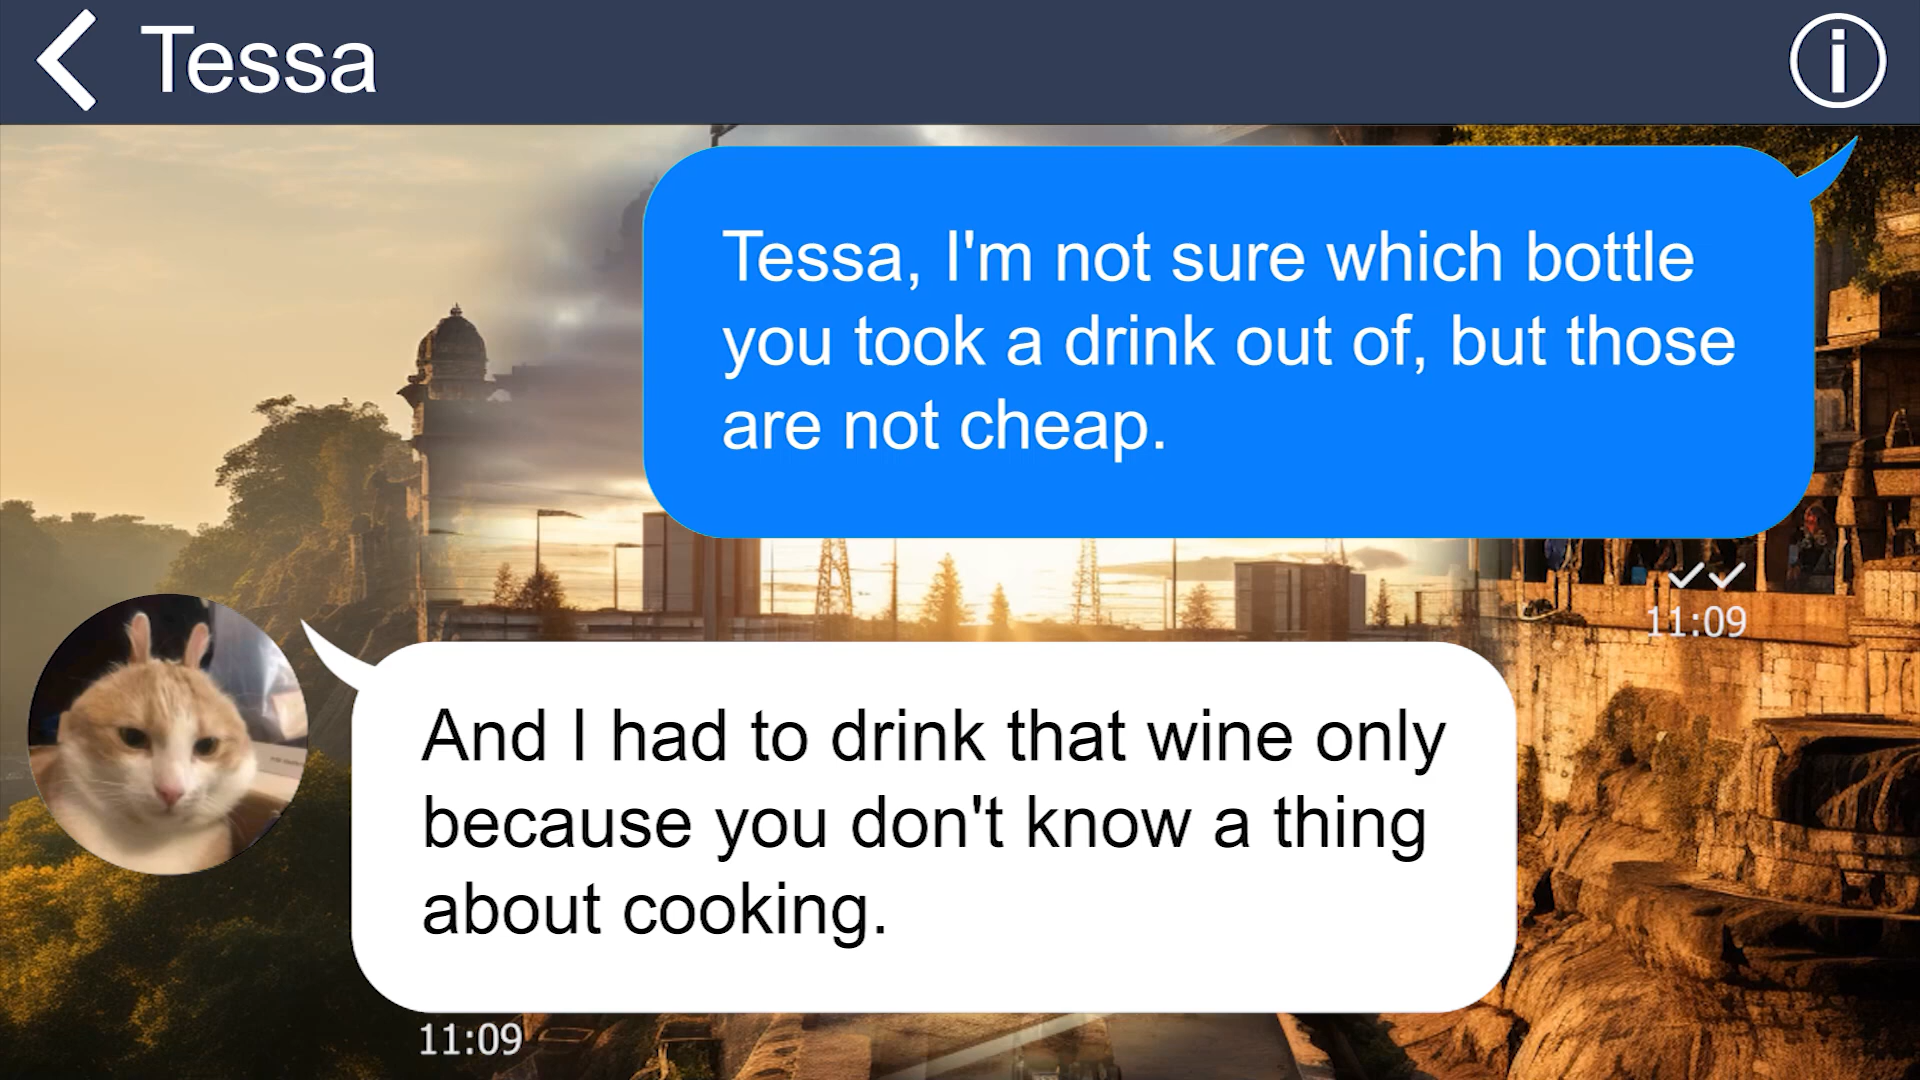 Tessa
Tessa, I'm not sure which bottle
you took a drink out of, but those
are not cheap.
11:09
And I had to drink that wine only
because you don't know a thing
about cooking.
11:09